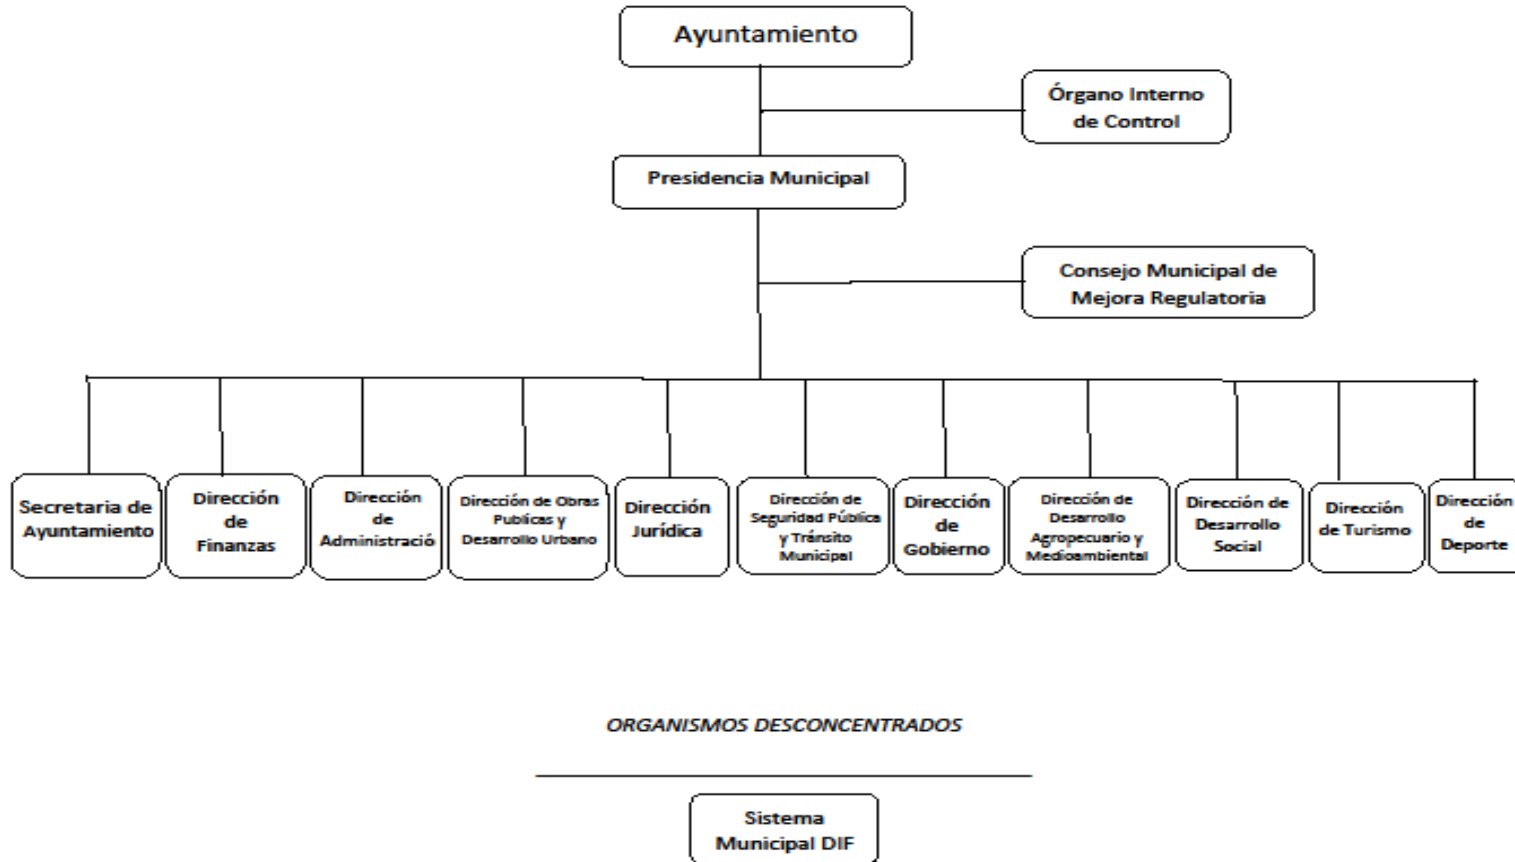 Ayuntamiento
Órgano Interno
de Control
Presidencia Municipal
Consejo Municipal de
Mejora Regulatoria
Secretaria de
Ayuntamiento
Dirección
de
Finanzas
Dirección
de
Administració
Dirección de Obras
Publicas y
Desarrollo Urbano
Dirección
Jurídica
Dirección de
Seguridad Pública
y Tránsito
Municipal
Dirección
de
Gobierno
Dirección de
Desarrollo
Agropecuario y
Medioambiental
Dirección de
Desarrollo
Social
Dirección
de Turismo
Dirección
de
Deporte
ORGANISMOS DESCONCENTRADOS
Sistema
Municipal DIF